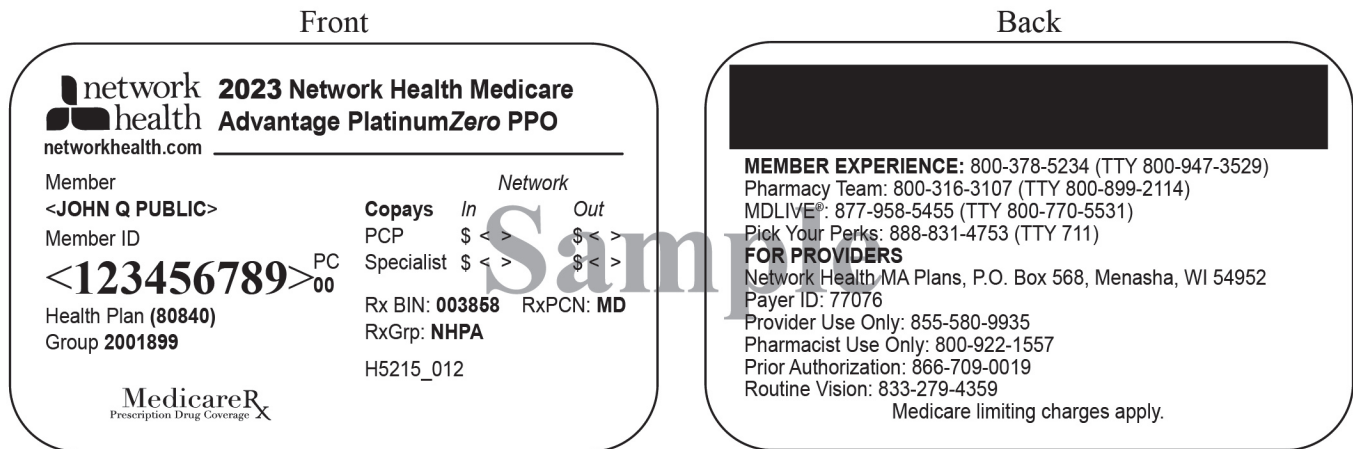 Front
network health
networkhealth.com
2023 Network Health Medicare
Advantage PlatinumZero PPO
Member
<JOHN Q PUBLIC>
Member ID
<123456789> PC 00
Health Plan (80840)
Group 2001899
MedicareRx
Prescription Drug Coverage
Network
Copays In Out
PCP $ < > $ < >
Specialist $ < > $ < >
Rx BIN: 003858 RxPCN: MD
RxGrp: NHPA
H5215_012
Sample
Back
MEMBER EXPERIENCE: 800-378-5234 (TTY 800-947-3529)
Pharmacy Team: 800-316-3107 (TTY 800-899-2114)
MDLIVE®: 877-958-5455 (TTY 800-770-5531)
Pick Your Perks: 888-831-4753 (TTY 711)
FOR PROVIDERS
Network Health MA Plans, P.O. Box 568, Menasha, WI 54952
Payer ID: 77076
Provider Use Only: 855-580-9935
Pharmacist Use Only: 800-922-1557
Prior Authorization: 866-709-0019
Routine Vision: 833-279-4359
Medicare limiting charges apply.